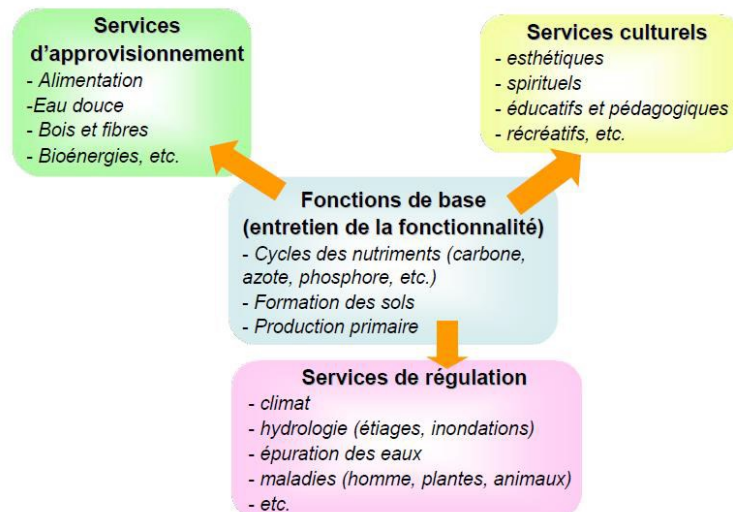 Services
d'approvisionnement
- Alimentation
-Eau douce
- Bois et fibres
- Bioénergies, etc.
Services culturels
- esthétiques
- spirituels
- éducatifs et pédagogiques
- récréatifs, etc.
Fonctions de base
(entretien de la fonctionnalité)
- Cycles des nutriments (carbone,
azote, phosphore, etc.)
- Formation des sols
- Production primaire
Services de régulation
- climat
- hydrologie (étiages, inondations)
- épuration des eaux
- maladies (homme, plantes, animaux)
- etc.